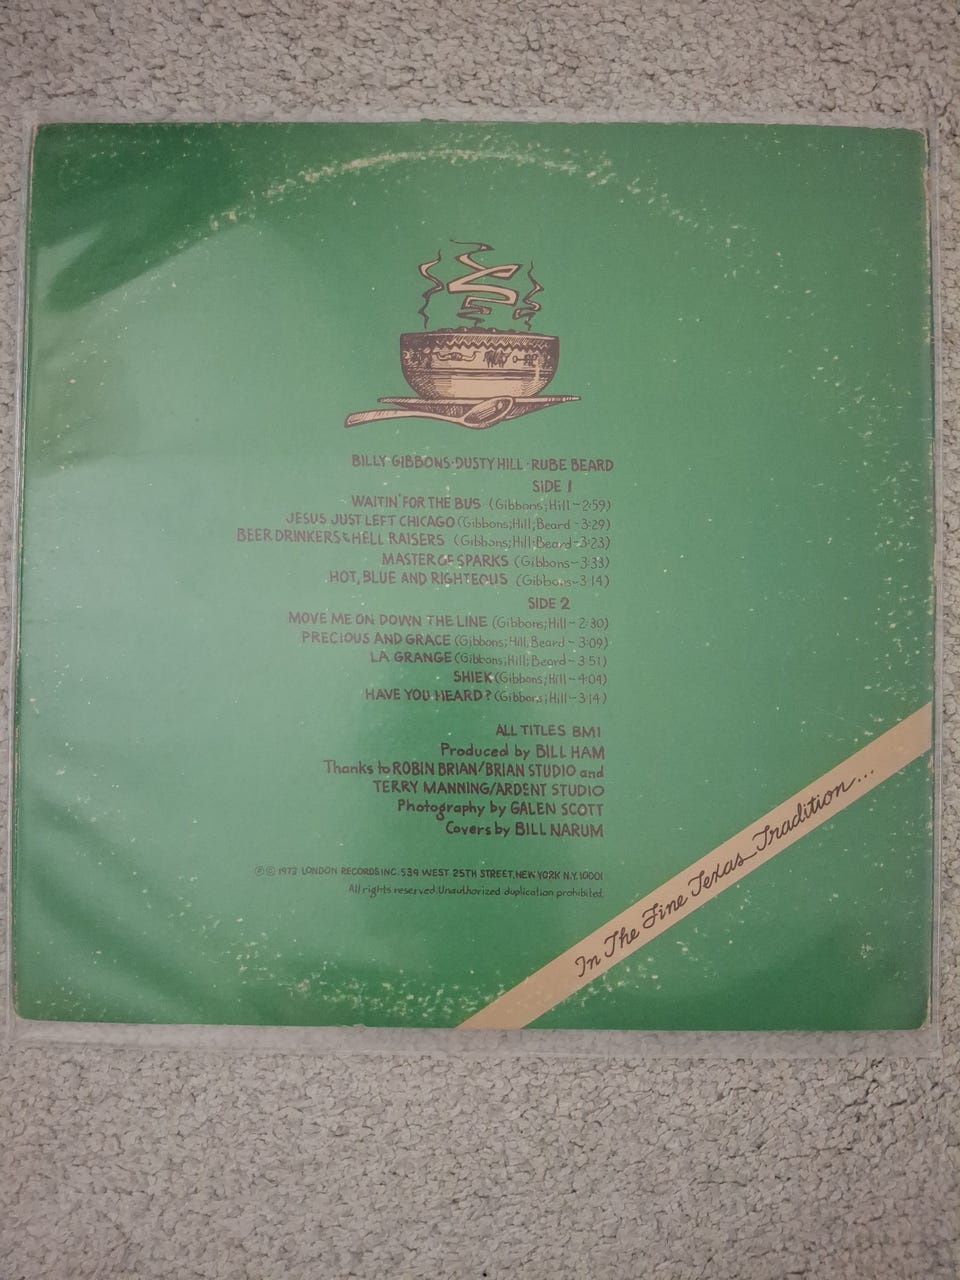 BILLY GIBBONS·DUSTY HILL·RUBE BEARD
SIDE 1
WAITIN' FOR THE BUS (Gibbons; Hill-2:59)
JESUS JUST LEFT CHICAGO (Gibbons; Hill; Beard-3:29)
BEER DRINKERS & HELL RAISERS (Gibbons; Hill; Beard-3:23)
MASTER OF SPARKS (Gibbons-3:33)
HOT, BLUE AND RIGHTEOUS (Gibbons-3:14)
SIDE 2
MOVE ME ON DOWN THE LINE (Gibbons; Hill-2:30)
PRECIOUS AND GRACE (Gibbons; Hill; Beard-3:09)
LA GRANGE (Gibbons; Hill; Beard-3:51)
SHIEK (Gibbons; Hill-4:04)
HAVE YOU HEARD? (Gibbons; Hill-3:14)
ALL TITLES BMI
Produced by BILL HAM
Thanks to ROBIN BRIAN/BRIAN STUDIO and
TERRY MANNING/ARDENT STUDIO
Photography by GALEN SCOTT
Covers by BILL NARUM
℗ © 1973 LONDON RECORDS INC. 539 WEST 25TH STREET, NEW YORK N.Y. 10001
All rights reserved. Unauthorized duplication prohibited.
In The Fine Texas Tradition...